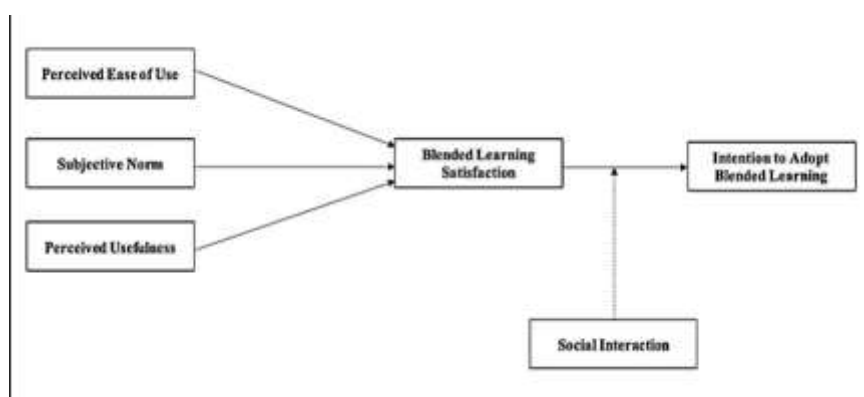 Perceived Ease of Use
Subjective Norm
Perceived Usefulness
Blended Learning
Satisfaction
Intention to Adopt
Blended Learning
Social Interaction